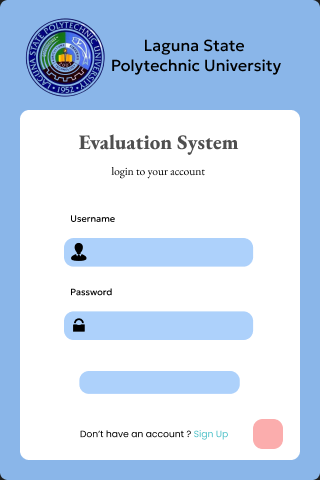 LAGUNA STATE POLYTECHNIC UNIVERSITY
• 1952 •
Laguna State
Polytechnic University
Evaluation System
login to your account
Username
Password
Don't have an account ? Sign Up